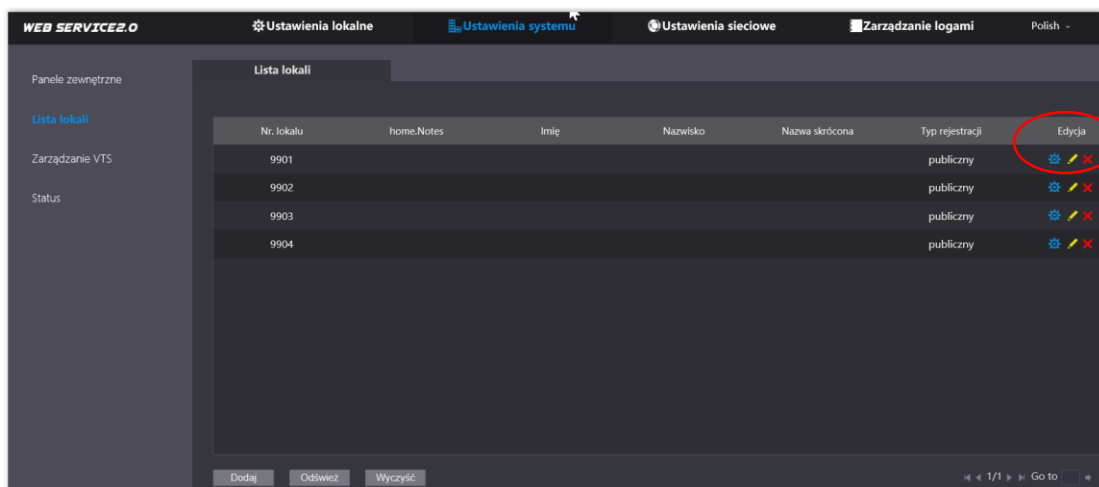 WEB SERVICE2.0 Ustawienia lokalne Ustawienia systemu Ustawienia sieciowe Zarządzanie logami Polish
Lista lokali
Panele zewnętrzne
Lista lokali
Zarządzanie VTS
Status
Nr. lokalu home.Notes Imię Nazwisko Nazwa skrócona Typ rejestracji Edycja
9901 publiczny
9902 publiczny
9903 publiczny
9904 publiczny
Dodaj Odśwież Wyczyść 1/1 Go to